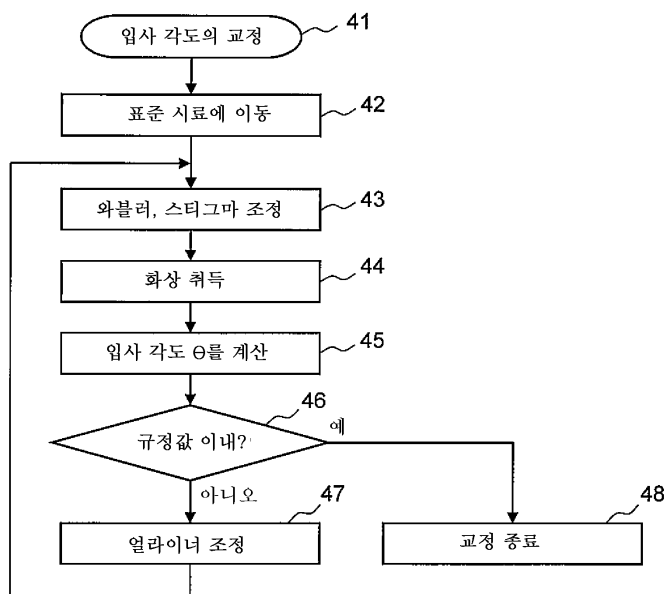 입사 각도의 교정
41
표준 시료에 이동
42
와블러, 스티그마 조정
43
화상 취득
44
입사 각도 Θ를 계산
45
규정값 이내?
46
예
아니오
얼라이너 조정
47
교정 종료
48